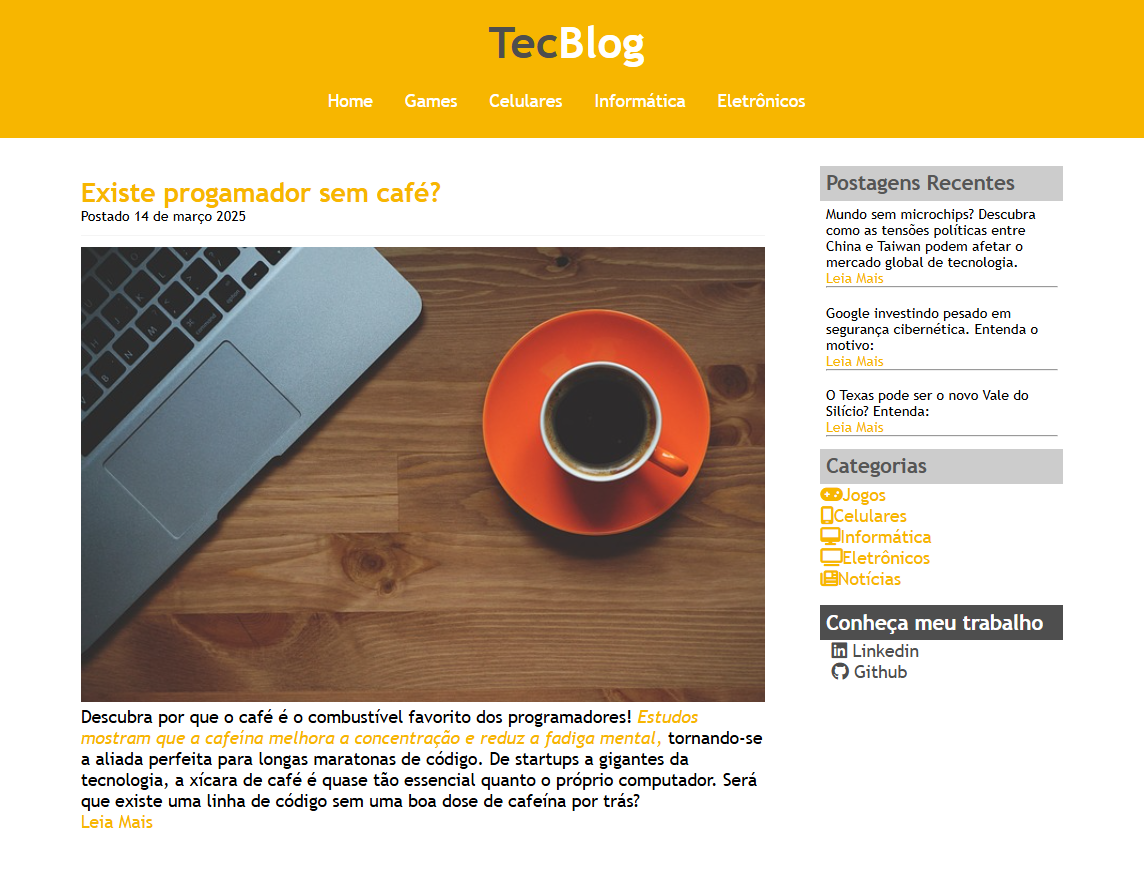 TecBlog
Home Games Celulares Informática Eletrônicos
Existe progamador sem café?
Postado 14 de março 2025
Descubra por que o café é o combustível favorito dos programadores! Estudos
mostram que a cafeína melhora a concentração e reduz a fadiga mental, tornando-se
a aliada perfeita para longas maratonas de código. De startups a gigantes da
tecnologia, a xícara de café é quase tão essencial quanto o próprio computador. Será
que existe uma linha de código sem uma boa dose de cafeína por trás?
Leia Mais
Postagens Recentes
Mundo sem microchips? Descubra
como as tensões políticas entre
China e Taiwan podem afetar o
mercado global de tecnologia.
Leia Mais
Google investindo pesado em
segurança cibernética. Entenda o
motivo:
Leia Mais
O Texas pode ser o novo Vale do
Silício? Entenda:
Leia Mais
Categorias
Jogos
Celulares
Informática
Eletrônicos
Notícias
Conheça meu trabalho
Linkedin
Github